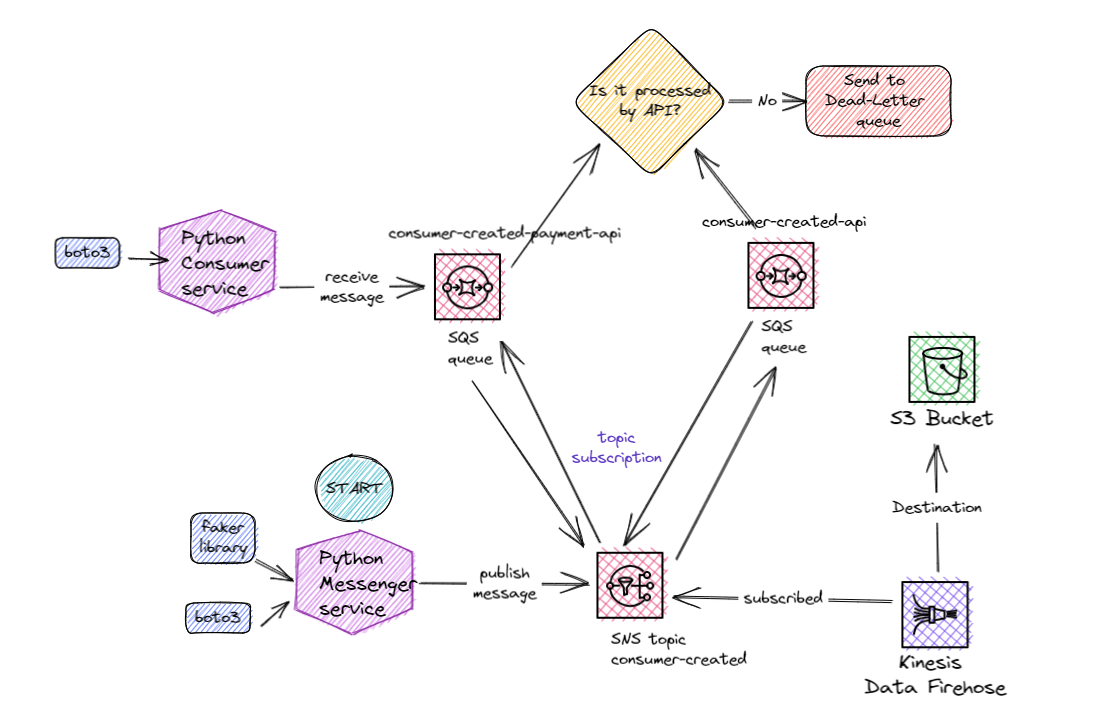 Is it processed
by API?
No
Send to
Dead-Letter
queue
boto3
Python
Consumer
service
receive
message
consumer-created-payment-api
SQS
queue
consumer-created-api
SQS
queue
S3 Bucket
topic
subscription
START
faker
library
boto3
Python
Messenger
service
publish
message
SNS topic
consumer-created
subscribed
Destination
Kinesis
Data Firehose